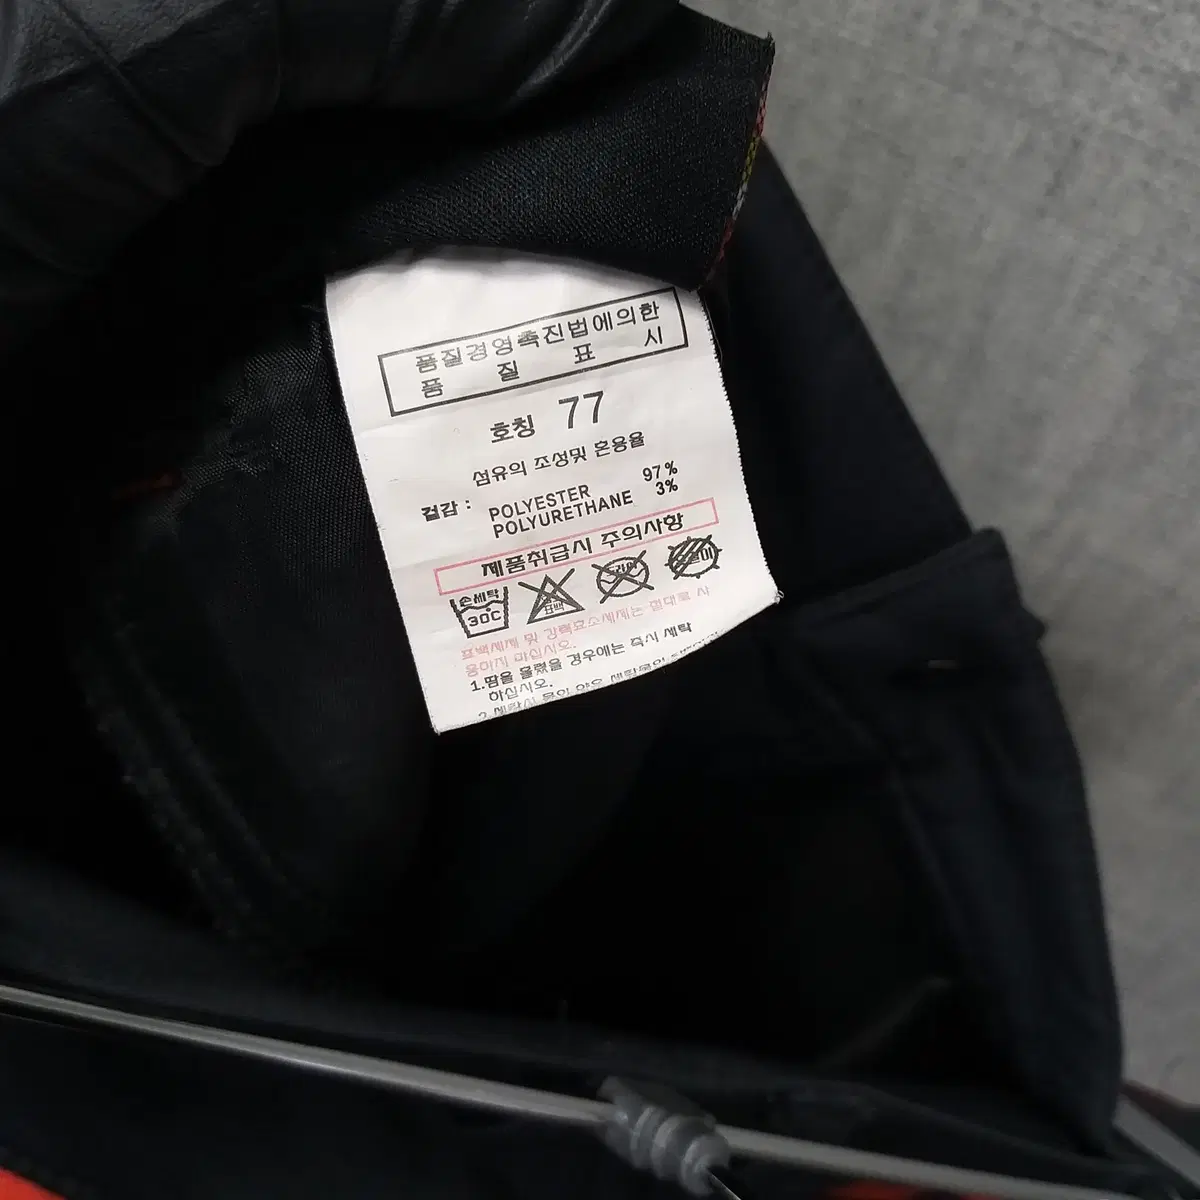 품질경영촉진법에의한
품 질 표 시
호칭 77
섬유의 조성및 혼용율
겉감 : POLYESTER 97%
POLYURETHANE 3%
제품취급시 주의사항
손세탁
30℃
표백
표백세제 및 강력효소세제는 절대로 사
용하지 마십시오.
1.땀을 흘렸을 경우에는 즉시 세탁
하십시오.
2.